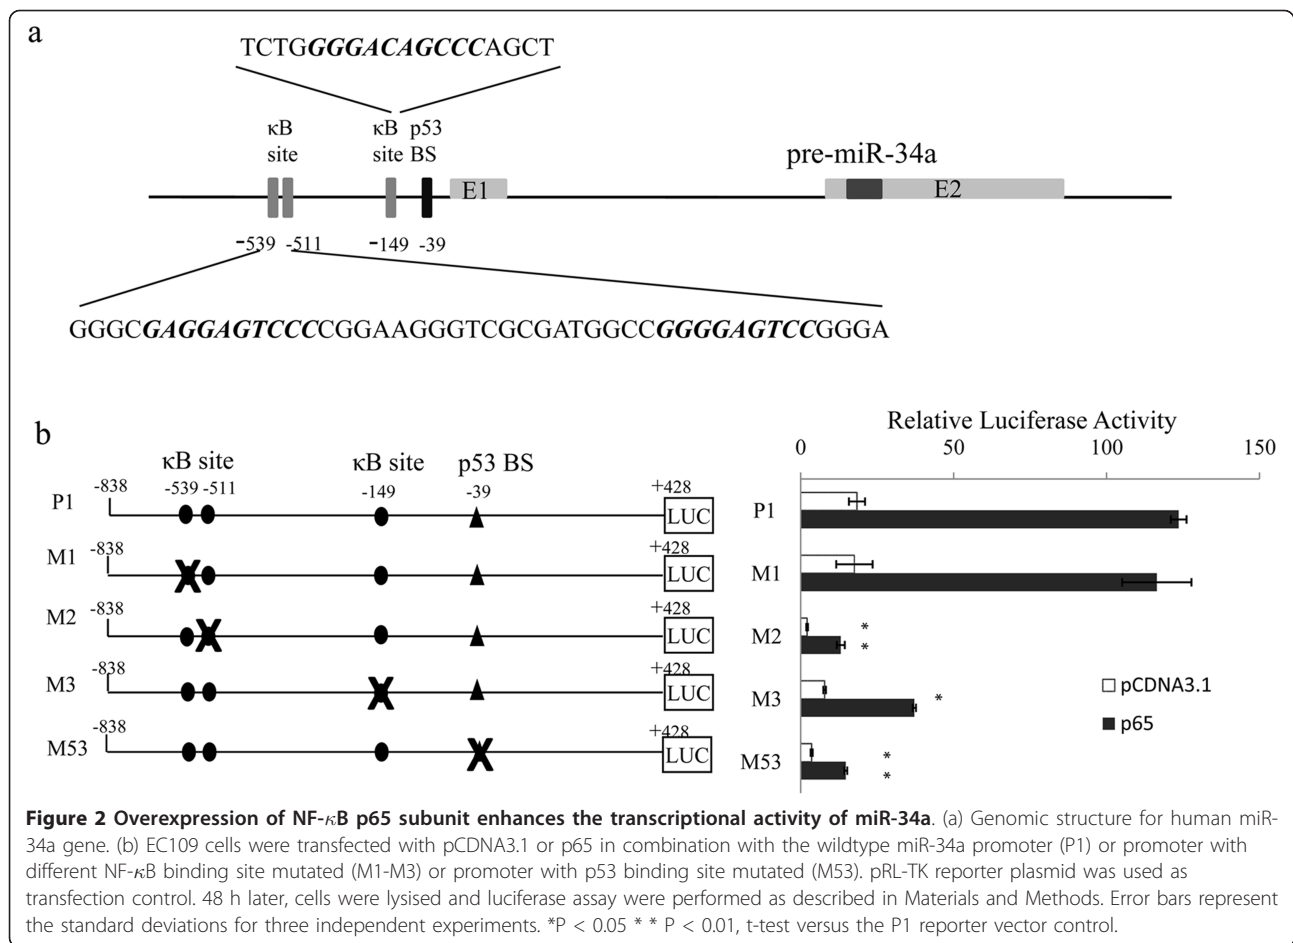 a
TCTGGGGACAGCCCAGCT
κB site
κB site
p53 BS
pre-miR-34a
E1
E2
-539 -511 -149 -39
GGGCGAGGAGTCCCCGGAAGGGTCGCGATGGCCGGGGAGTCCGGGA
b
κB site κB site p53 BS
-539 -511 -149 -39
P1 -838 +428 LUC
M1 -838 +428 LUC
M2 -838 +428 LUC
M3 -838 +428 LUC
M53 -838 +428 LUC
Relative Luciferase Activity
0 50 100 150
P1
M1
M2 * *
M3 *
M53 * *
pCDNA3.1
p65
Figure 2 Overexpression of NF-κB p65 subunit enhances the transcriptional activity of miR-34a. (a) Genomic structure for human miR-
34a gene. (b) EC109 cells were transfected with pCDNA3.1 or p65 in combination with the wildtype miR-34a promoter (P1) or promoter with
different NF-κB binding site mutated (M1-M3) or promoter with p53 binding site mutated (M53). pRL-TK reporter plasmid was used as
transfection control. 48 h later, cells were lysised and luciferase assay were performed as described in Materials and Methods. Error bars represent
the standard deviations for three independent experiments. *P < 0.05 * * P < 0.01, t-test versus the P1 reporter vector control.